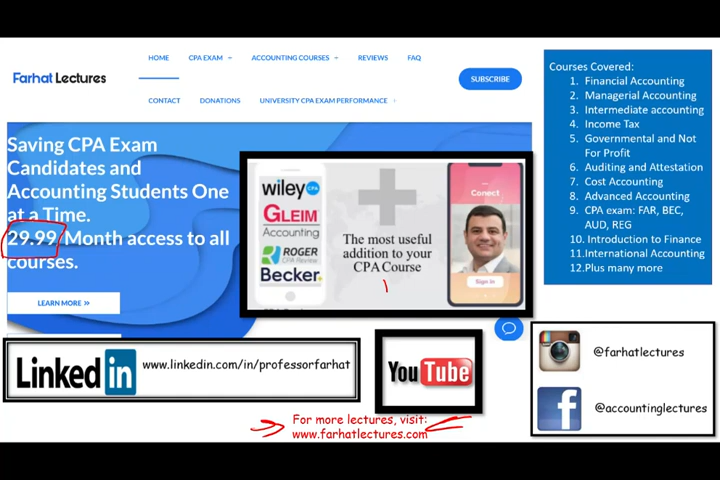 HOME
CPA EXAM
ACCOUNTING COURSES
REVIEWS
FAQ
Farhat Lectures
SUBSCRIBE
CONTACT
DONATIONS
UNIVERSITY CPA EXAM PERFORMANCE
Saving CPA Exam
Candidates and
Accounting Students One
at a Time.
29.99 Month access to all
courses.
LEARN MORE »
wiley CPA
GLEIM
Accounting
ROGER
CPA Review
Becker
The most useful
addition to your
CPA Course
Conect
Sign in
Courses Covered:
1. Financial Accounting
2. Managerial Accounting
3. Intermediate accounting
4. Income Tax
5. Governmental and Not
For Profit
6. Auditing and Attestation
7. Cost Accounting
8. Advanced Accounting
9. CPA exam: FAR, BEC,
AUD, REG
10. Introduction to Finance
11.International Accounting
12.Plus many more
Linked in
www.linkedin.com/in/professorfarhat
YouTube
@farhatlectures
@accountinglectures
For more lectures, visit:
www.farhatlectures.com